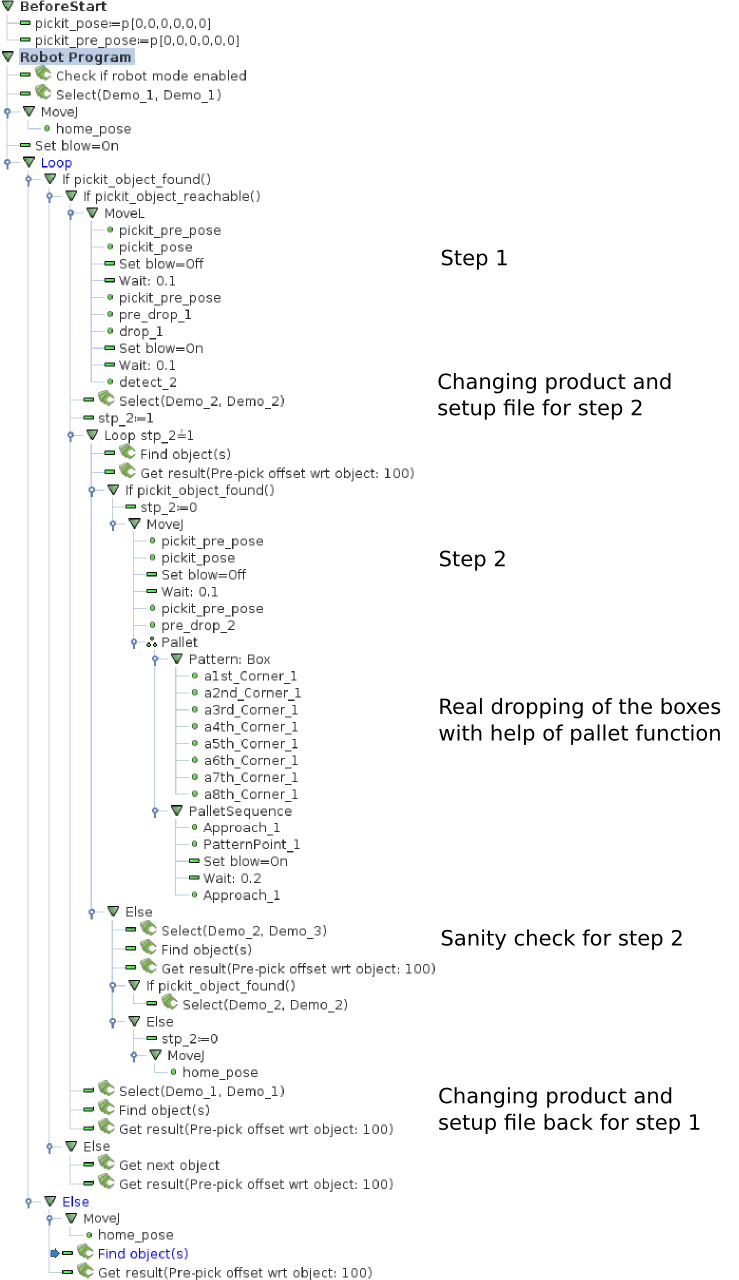 BeforeStart
pickit_pose:=p[0,0,0,0,0,0]
pickit_pre_pose:=p[0,0,0,0,0,0]
Robot Program
Check if robot mode enabled
Select(Demo_1, Demo_1)
MoveJ
home_pose
Set blow=On
Loop
If pickit_object_found()
If pickit_object_reachable()
MoveL
pickit_pre_pose
pickit_pose
Step 1
Set blow=Off
Wait: 0.1
pickit_pre_pose
pre_drop_1
drop_1
Set blow=On
Wait: 0.1
detect_2
Changing product and
setup file for step 2
Select(Demo_2, Demo_2)
stp_2:=1
Loop stp_2≟1
Find object(s)
Get result(Pre-pick offset wrt object: 100)
If pickit_object_found()
stp_2:=0
MoveJ
pickit_pre_pose
pickit_pose
Step 2
Set blow=Off
Wait: 0.1
pickit_pre_pose
pre_drop_2
Pallet
Pattern: Box
a1st_Corner_1
a2nd_Corner_1
a3rd_Corner_1
a4th_Corner_1
a5th_Corner_1
a6th_Corner_1
a7th_Corner_1
a8th_Corner_1
Real dropping of the boxes
with help of pallet function
PalletSequence
Approach_1
PatternPoint_1
Set blow=On
Wait: 0.2
Approach_1
Else
Select(Demo_2, Demo_3)
Sanity check for step 2
Find object(s)
Get result(Pre-pick offset wrt object: 100)
If pickit_object_found()
Select(Demo_2, Demo_2)
Else
stp_2:=0
MoveJ
home_pose
Select(Demo_1, Demo_1)
Find object(s)
Get result(Pre-pick offset wrt object: 100)
Changing product and
setup file back for step 1
Else
Get next object
Get result(Pre-pick offset wrt object: 100)
Else
MoveJ
home_pose
Find object(s)
Get result(Pre-pick offset wrt object: 100)